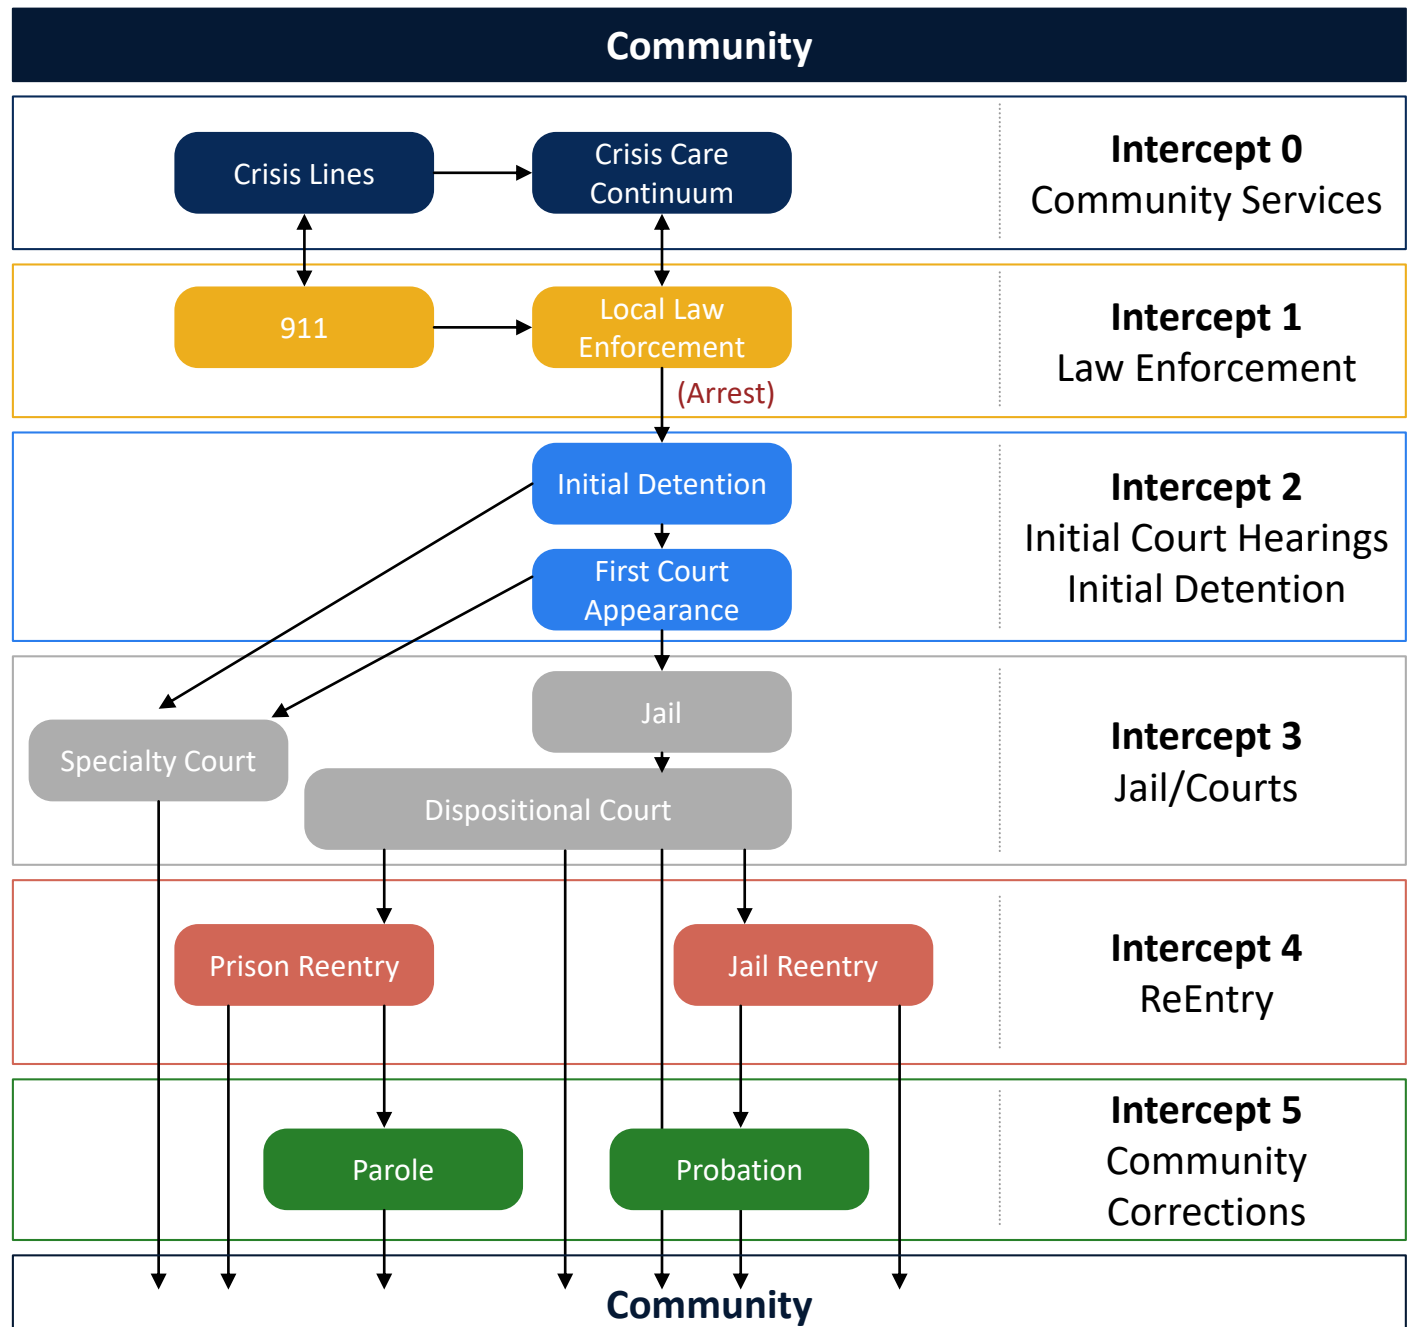 Community
Crisis Lines
Crisis Care
Continuum
Intercept 0
Community Services
911
Local Law
Enforcement
(Arrest)
Intercept 1
Law Enforcement
Initial Detention
First Court
Appearance
Intercept 2
Initial Court Hearings
Initial Detention
Jail
Specialty Court
Dispositional Court
Intercept 3
Jail/Courts
Prison Reentry
Jail Reentry
Intercept 4
ReEntry
Parole
Probation
Intercept 5
Community
Corrections
Community